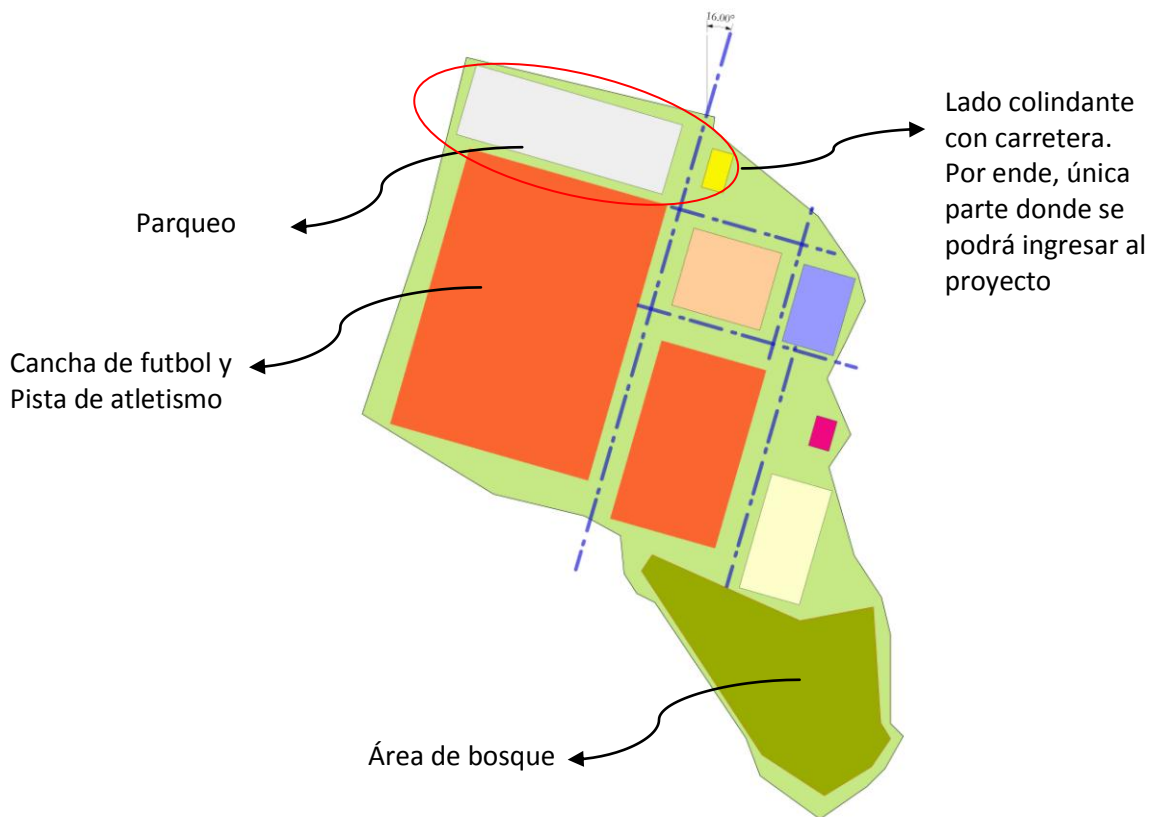 16.00°
Lado colindante
con carretera.
Por ende, única
parte donde se
podrá ingresar al
proyecto
Parqueo
Cancha de futbol y
Pista de atletismo
Área de bosque